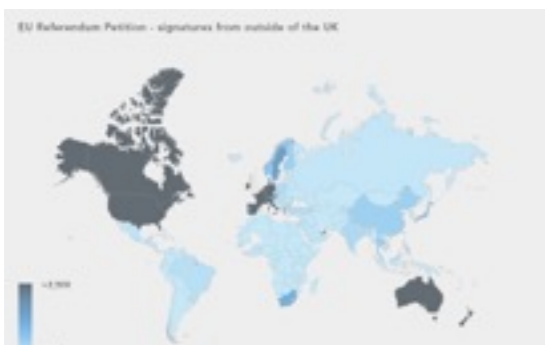 EU Referendum Petition - signatures from outside of the UK